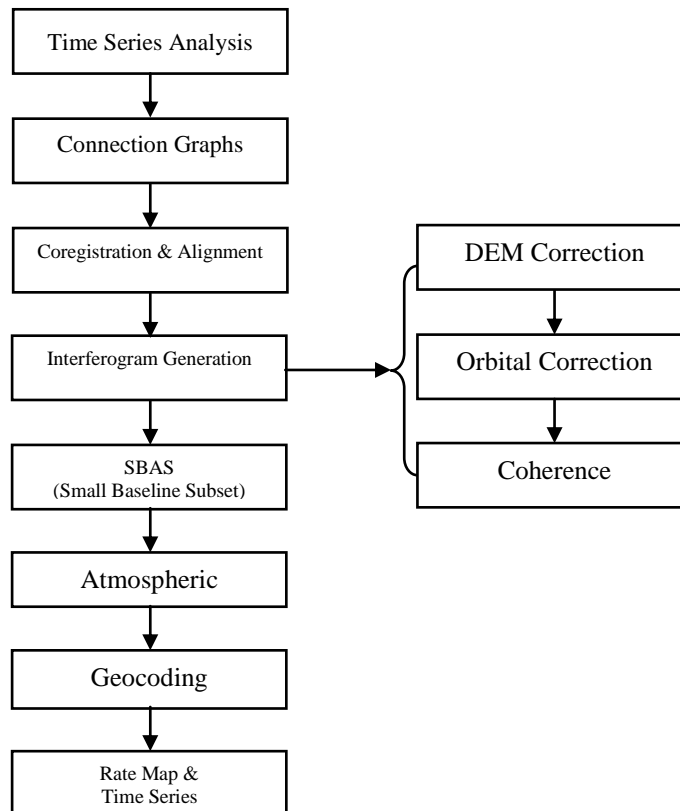 Time Series Analysis
Connection Graphs
Coregistration & Alignment
Interferogram Generation
SBAS
(Small Baseline Subset)
Atmospheric
Geocoding
Rate Map &
Time Series
DEM Correction
Orbital Correction
Coherence